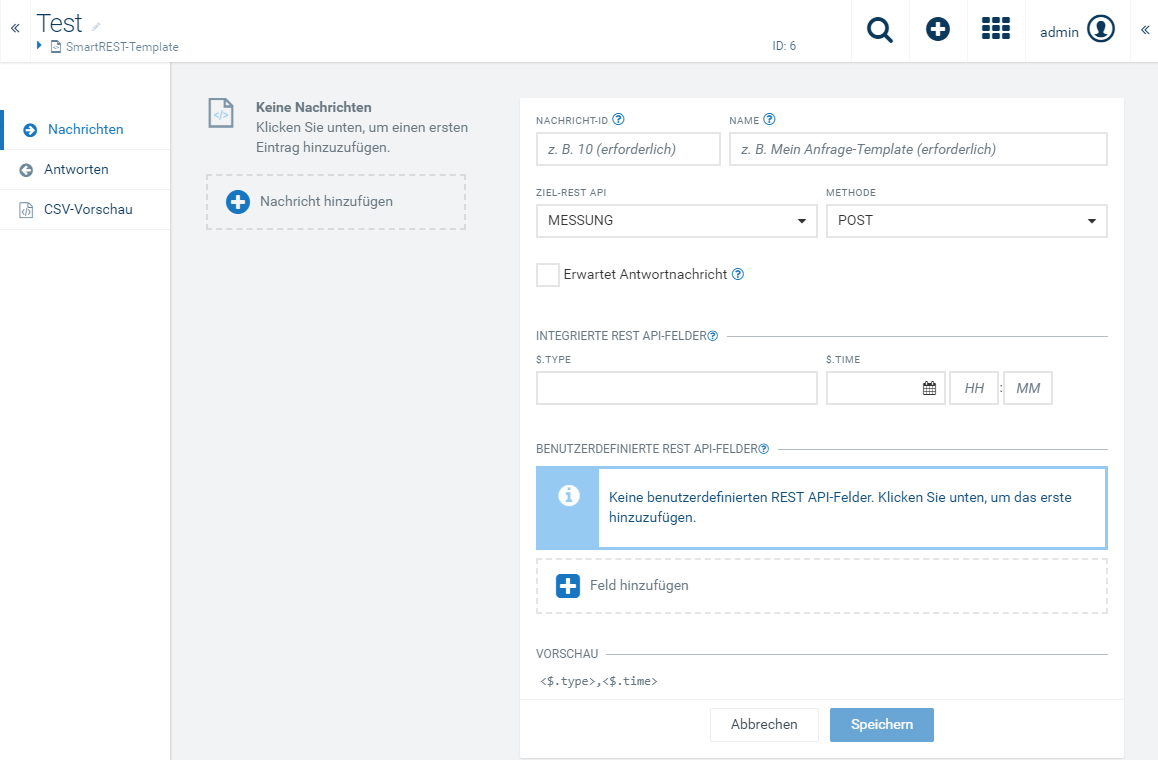 «
Test
SmartREST-Template
ID: 6
admin
«
Nachrichten
Antworten
CSV-Vorschau
Keine Nachrichten
Klicken Sie unten, um einen ersten
Eintrag hinzuzufügen.
Nachricht hinzufügen
NACHRICHT-ID
NAME
z. B. 10 (erforderlich)
z. B. Mein Anfrage-Template (erforderlich)
ZIEL-REST API
METHODE
MESSUNG
POST
Erwartet Antwortnachricht
INTEGRIERTE REST API-FELDER
$.TYPE
$.TIME
HH : MM
BENUTZERDEFINIERTE REST API-FELDER
Keine benutzerdefinierten REST API-Felder. Klicken Sie unten, um das erste
hinzuzufügen.
Feld hinzufügen
VORSCHAU
<$.type>,<$.time>
Abbrechen
Speichern